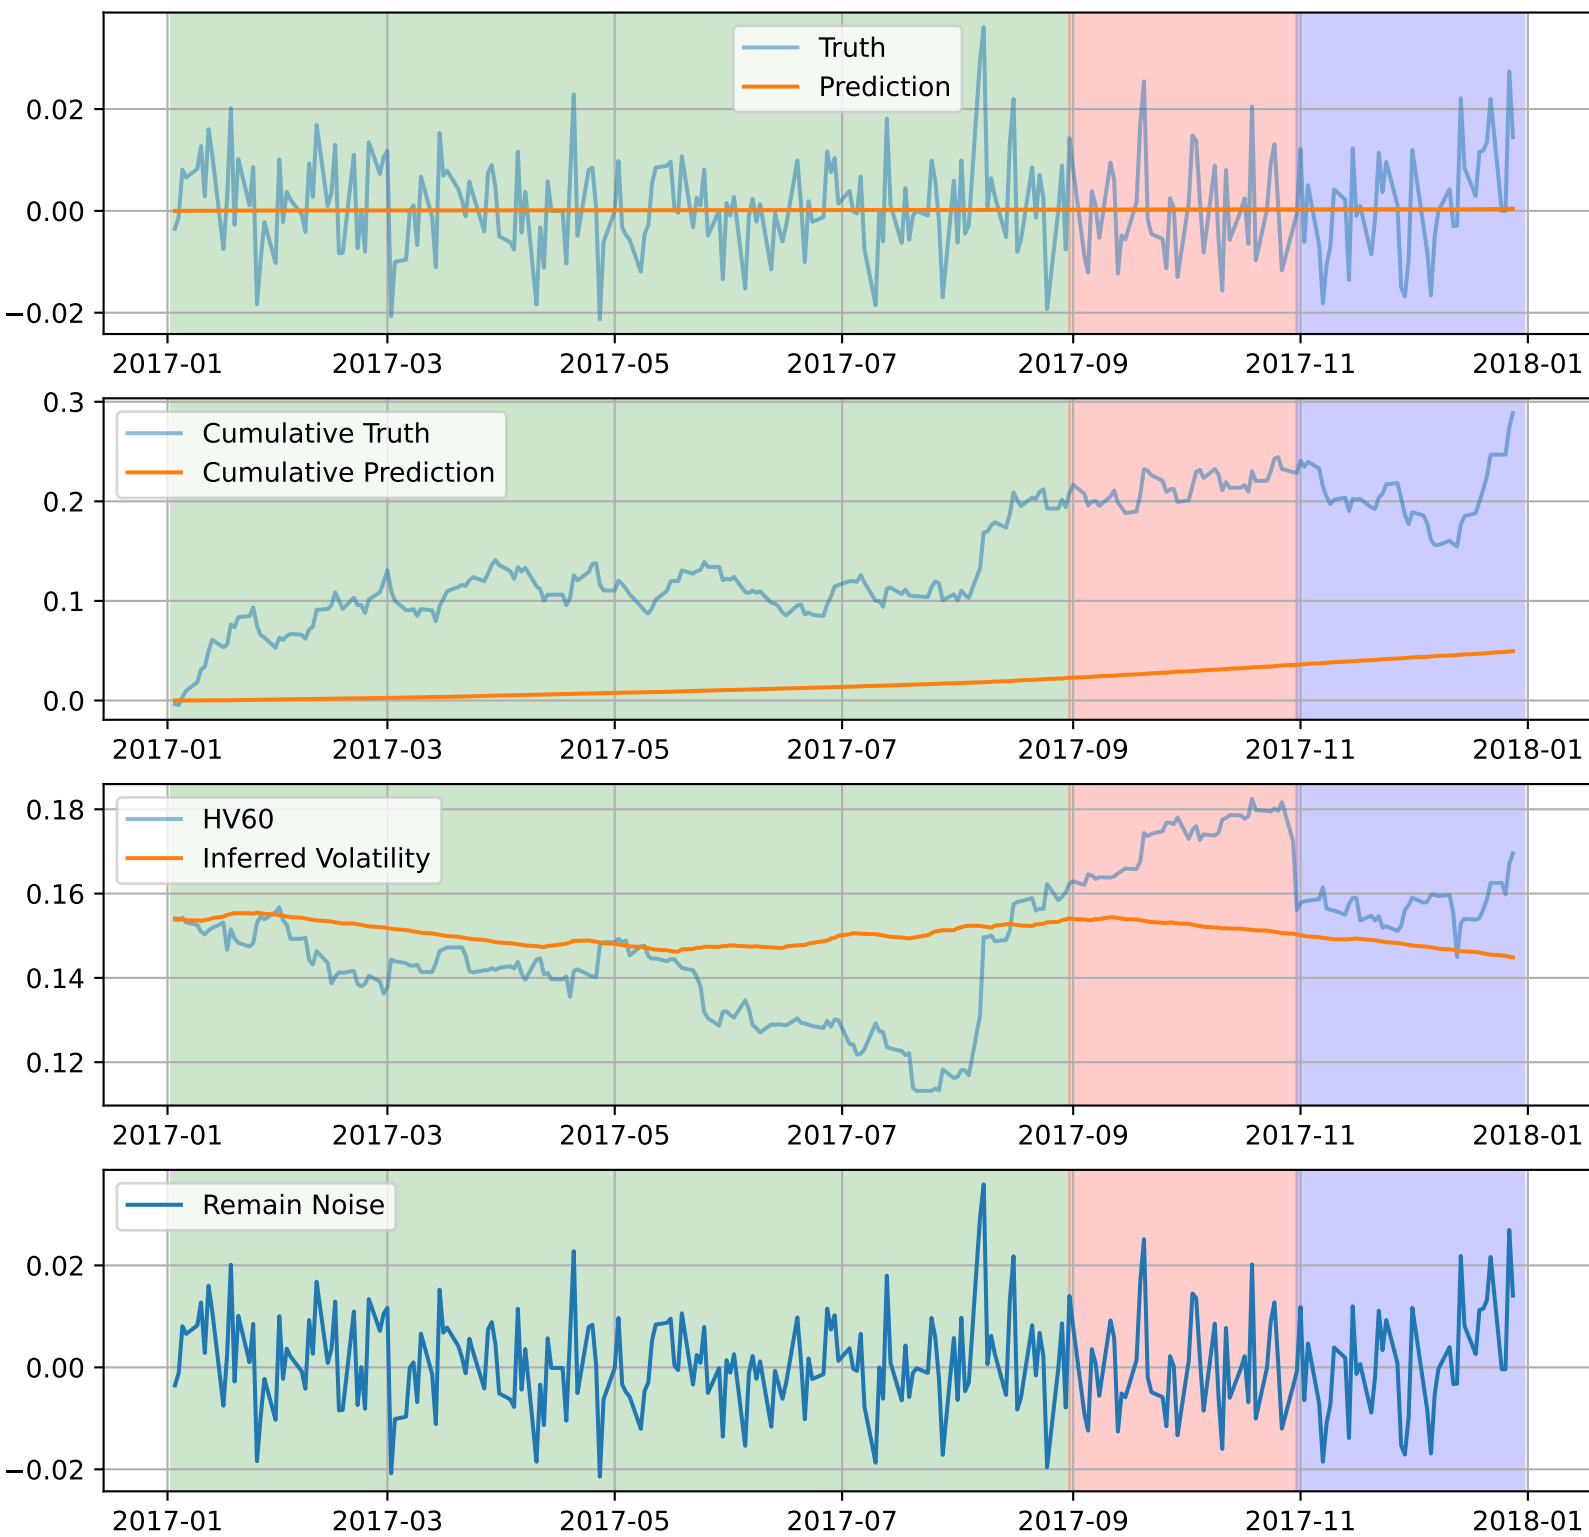 Truth
Prediction
0.02
0.00
−0.02
2017-01 2017-03 2017-05 2017-07 2017-09 2017-11 2018-01
Cumulative Truth
Cumulative Prediction
0.3
0.2
0.1
0.0
2017-01 2017-03 2017-05 2017-07 2017-09 2017-11 2018-01
HV60
Inferred Volatility
0.18
0.16
0.14
0.12
2017-01 2017-03 2017-05 2017-07 2017-09 2017-11 2018-01
Remain Noise
0.02
0.00
−0.02
2017-01 2017-03 2017-05 2017-07 2017-09 2017-11 2018-01